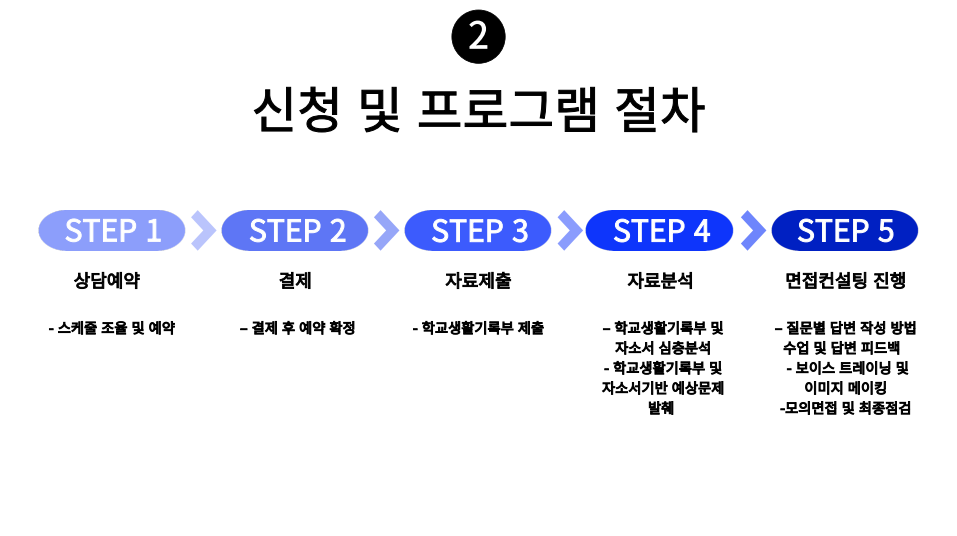 2
신청 및 프로그램 절차
STEP 1
상담예약
- 스케줄 조율 및 예약
STEP 2
결제
– 결제 후 예약 확정
STEP 3
자료제출
- 학교생활기록부 제출
STEP 4
자료분석
– 학교생활기록부 및
자소서 심층분석
- 학교생활기록부 및
자소서기반 예상문제
발췌
STEP 5
면접컨설팅 진행
– 질문별 답변 작성 방법
수업 및 답변 피드백
- 보이스 트레이닝 및
이미지 메이킹
-모의면접 및 최종점검